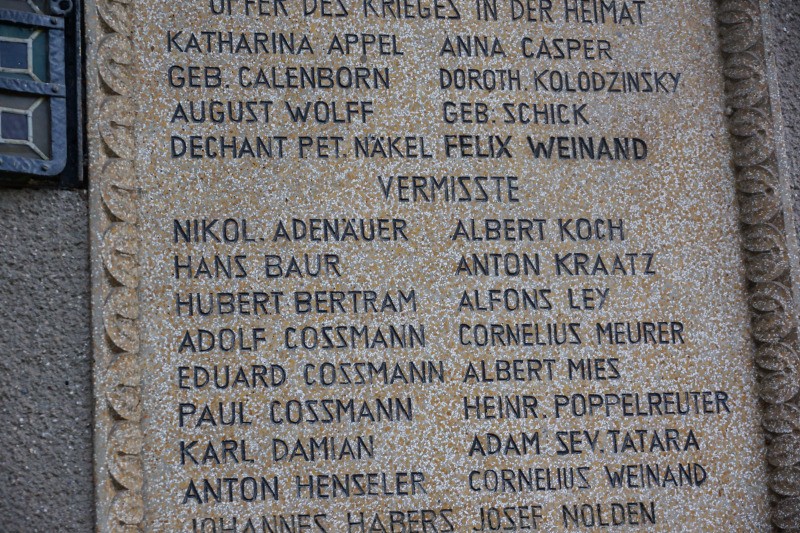 OPFER DES KRIEGES IN DER HEIMAT
KATHARINA APPEL ANNA CASPER
GEB. CALENBORN DOROTH. KOLODZINSKY
AUGUST WOLFF GEB. SCHICK
DECHANT PET. NÄKEL FELIX WEINAND
VERMISSTE
NIKOL. ADENÄUER ALBERT KOCH
HANS BAUR ANTON KRAATZ
HUBERT BERTRAM ALFONS LEY
ADOLF COSSMANN CORNELIUS MEURER
EDUARD COSSMANN ALBERT MIES
PAUL COSSMANN HEINR. POPPELREUTER
KARL DAMIAN ADAM SEV. TATARA
ANTON HENSELER CORNELIUS WEINAND
JOHANNES HABERS JOSEF NOLDEN